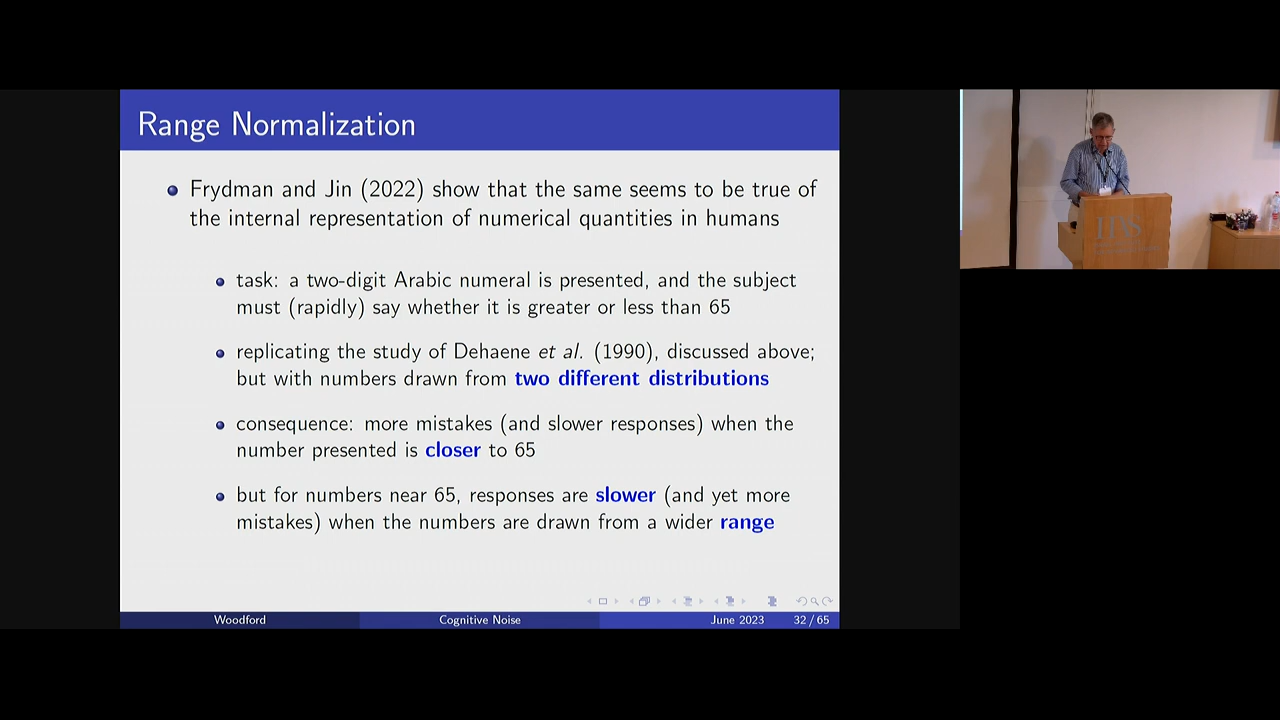 Range Normalization
Frydman and Jin (2022) show that the same seems to be true of
the internal representation of numerical quantities in humans
task: a two-digit Arabic numeral is presented, and the subject
must (rapidly) say whether it is greater or less than 65
replicating the study of Dehaene et al. (1990), discussed above;
but with numbers drawn from two different distributions
consequence: more mistakes (and slower responses) when the
number presented is closer to 65
but for numbers near 65, responses are slower (and yet more
mistakes) when the numbers are drawn from a wider range
Woodford
Cognitive Noise
June 2023
32 / 65